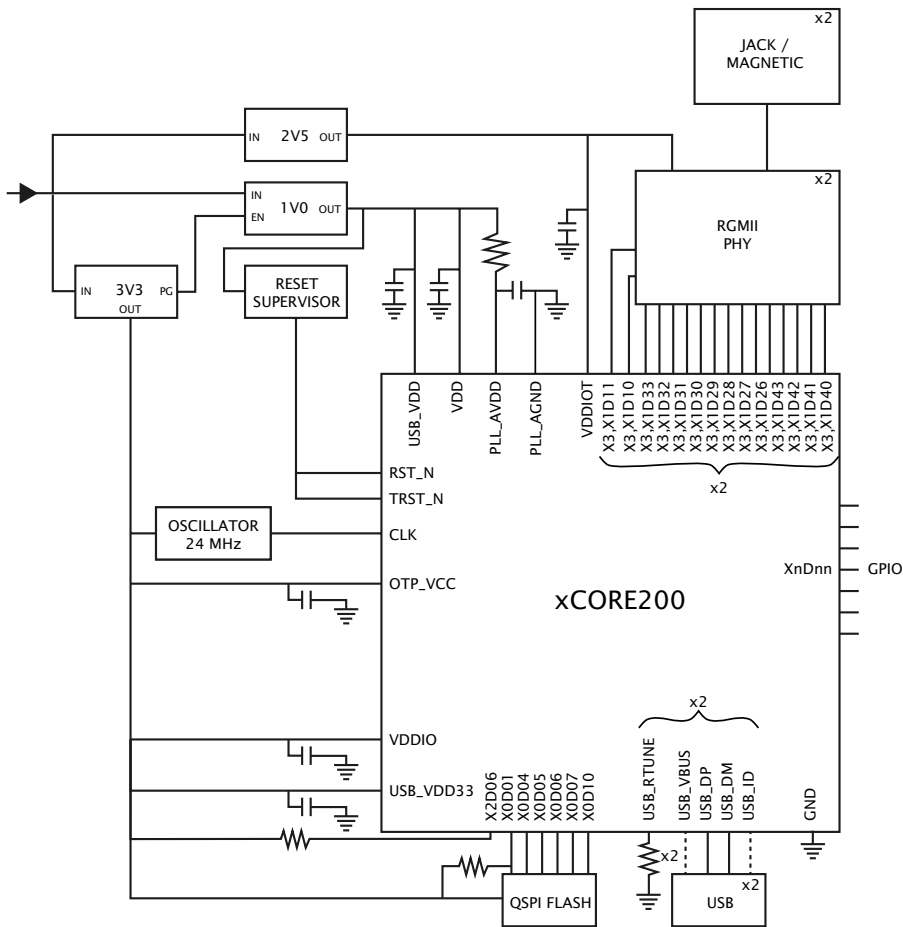 x2
JACK /
MAGNETIC
IN 2V5 OUT
IN
1V0 OUT
EN
x2
RGMII
PHY
IN 3V3 PG
OUT
RESET
SUPERVISOR
USB_VDD
VDD
PLL_AVDD
PLL_AGND
VDDIOT
X3,X1D11
X3,X1D10
X3,X1D33
X3,X1D32
X3,X1D31
X3,X1D30
X3,X1D29
X3,X1D28
X3,X1D27
X3,X1D26
X3,X1D43
X3,X1D42
X3,X1D41
X3,X1D40
x2
RST_N
TRST_N
OSCILLATOR
24 MHz
CLK
OTP_VCC
XnDnn GPIO
xCORE200
VDDIO
USB_VDD33
X2D06
X0D01
X0D04
X0D05
X0D06
X0D07
X0D10
x2
USB_RTUNE
USB_VBUS
USB_DP
USB_DM
USB_ID
GND
x2
QSPI FLASH
x2
USB